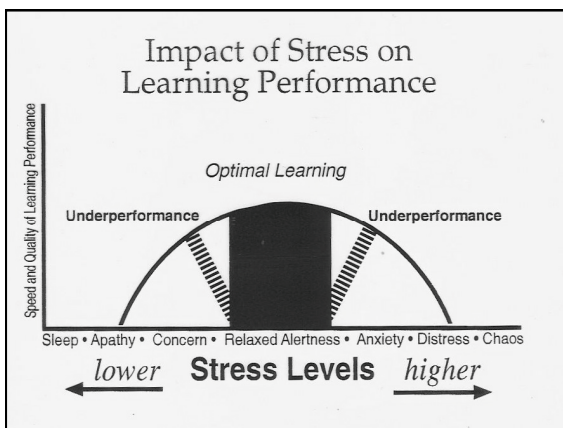 Impact of Stress on
Learning Performance
Speed and Quality of Learning Performance
Optimal Learning
Underperformance
Underperformance
Sleep • Apathy • Concern • Relaxed Alertness • Anxiety • Distress • Chaos
lower Stress Levels higher